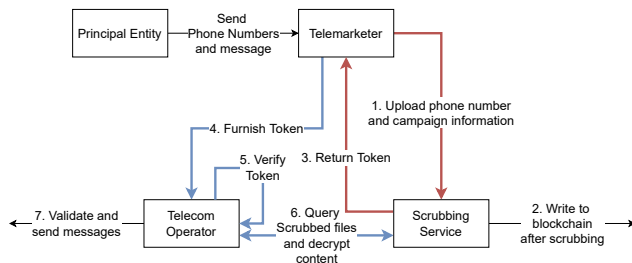 Principal Entity
Send
Phone Numbers
and message
Telemarketer
1. Upload phone number
and campaign information
4. Furnish Token
3. Return Token
5. Verify
Token
7. Validate and
send messages
Telecom
Operator
6. Query
Scrubbed files
and decrypt
content
Scrubbing
Service
2. Write to
blockchain
after scrubbing